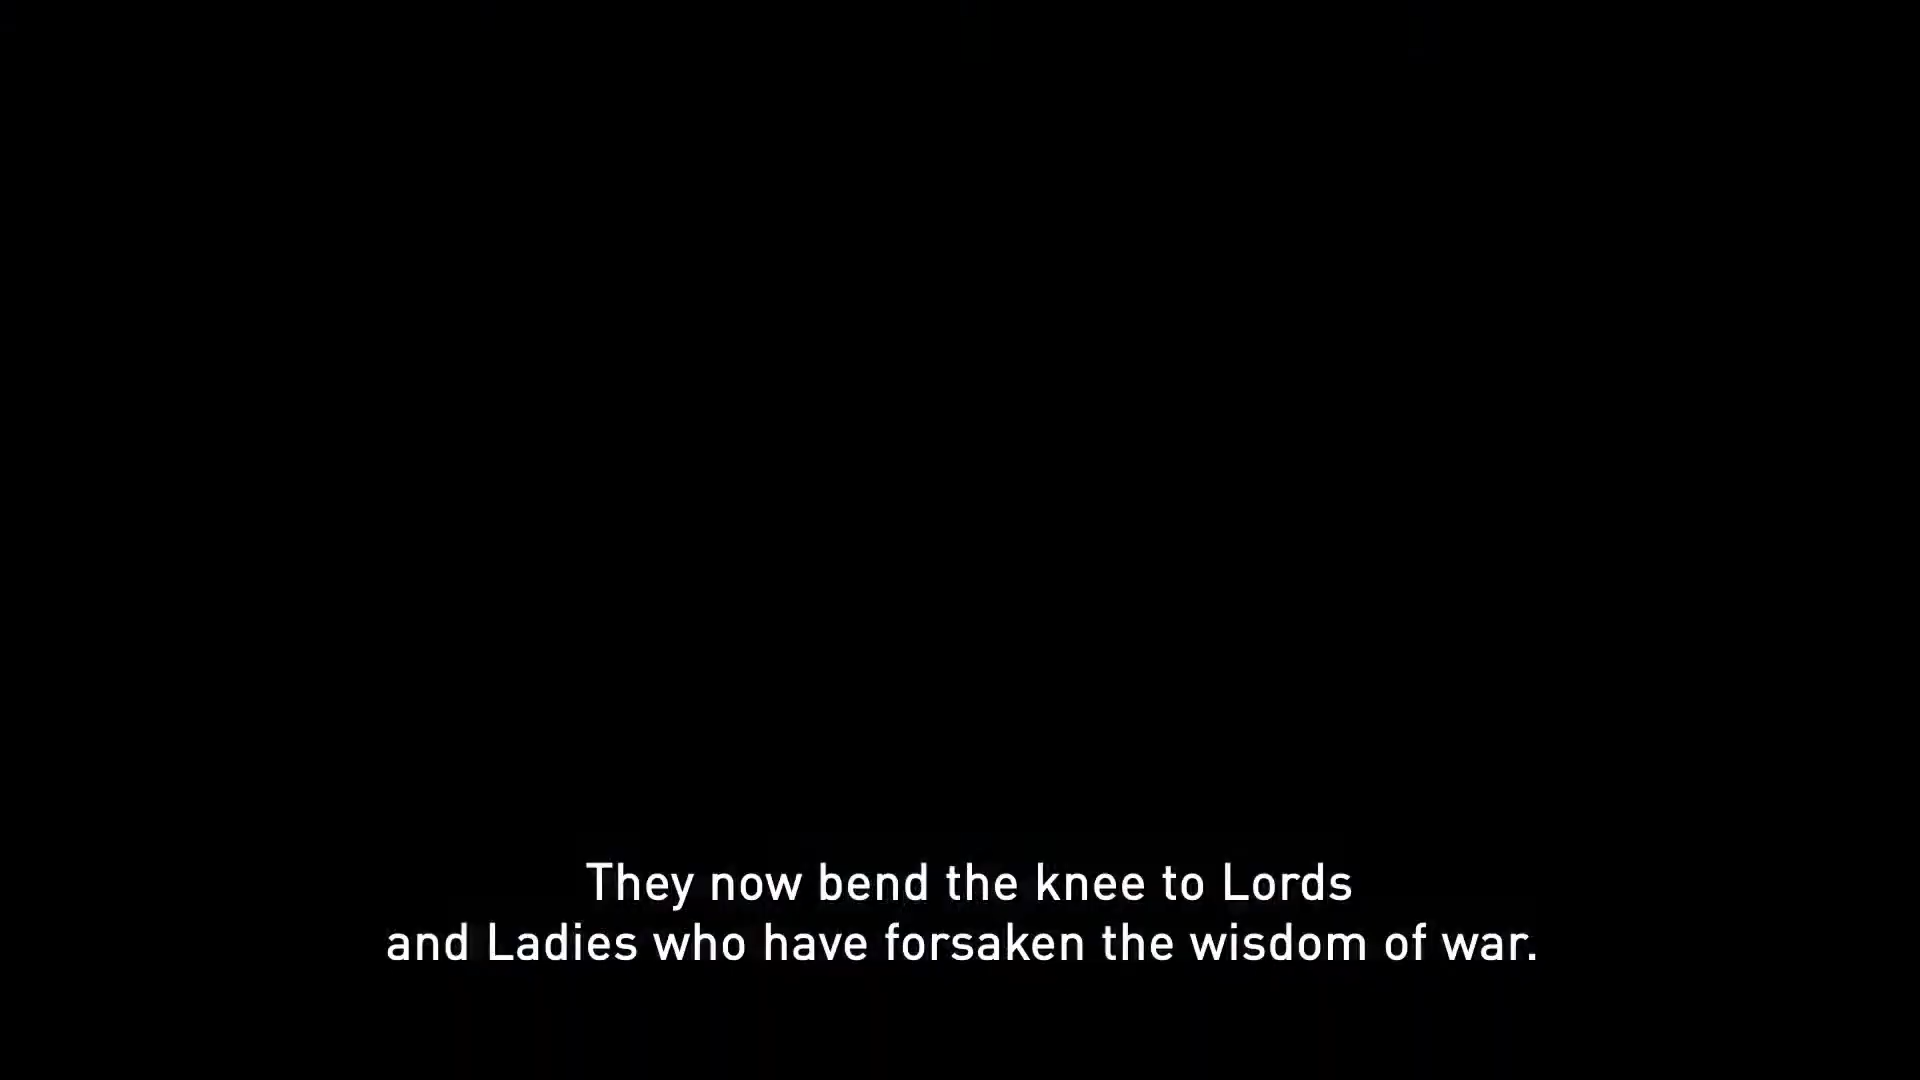 They now bend the knee to Lords
and Ladies who have forsaken the wisdom of war.